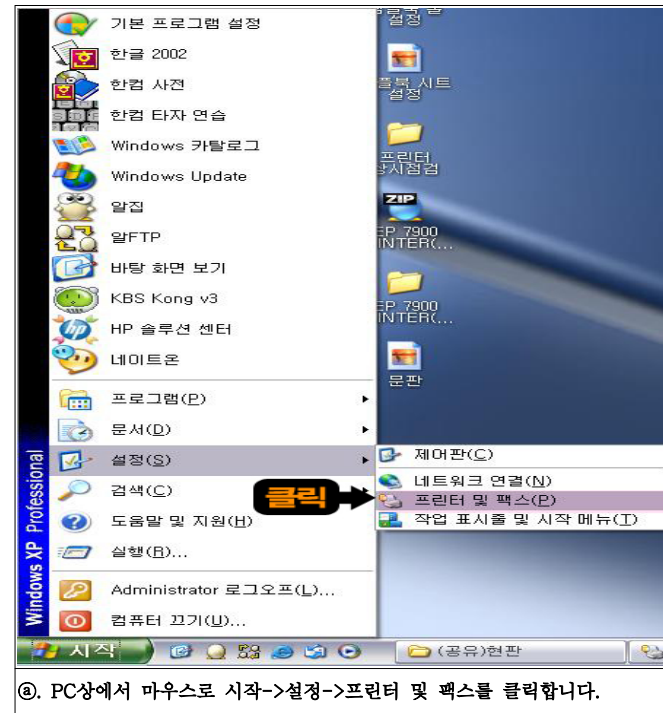 기본 프로그램 설정
한글 2002
한컴 사전
한컴 타자 연습
Windows 카탈로그
Windows Update
알집
알FTP
바탕 화면 보기
KBS Kong v3
HP 솔루션 센터
네이트온
프로그램(P)
문서(D)
설정(S)
검색(C)
도움말 및 지원(H)
실행(R)...
Administrator 로그오프(L)...
컴퓨터 끄기(U)...
Windows XP Professional
설정
시트
설정
프린터
상시점검
ZIP
EP 7900
INTER(...
EP 7900
INTER(...
문판
제어판(C)
네트워크 연결(N)
클릭
프린터 및 팩스(P)
작업 표시줄 및 시작 메뉴(T)
시작
(공유)현판
ⓐ. PC상에서 마우스로 시작->설정->프린터 및 팩스를 클릭합니다.